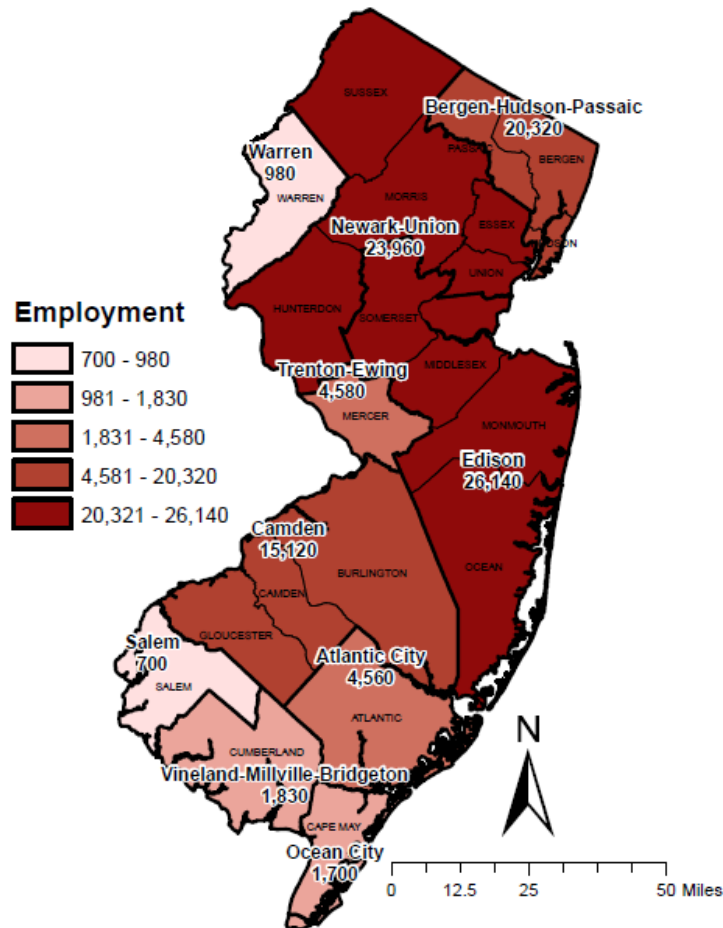 SUSSEX
Bergen-Hudson-Passaic
20,320
PASSAIC
BERGEN
Warren
980
WARREN
MORRIS
ESSEX
Newark-Union
23,960
HUDSON
UNION
HUNTERDON
SOMERSET
Employment
700 - 980
981 - 1,830
1,831 - 4,580
4,581 - 20,320
20,321 - 26,140
Trenton-Ewing
4,580
MIDDLESEX
MERCER
MONMOUTH
Edison
26,140
OCEAN
Camden
15,120
BURLINGTON
CAMDEN
GLOUCESTER
Salem
700
SALEM
Atlantic City
4,560
ATLANTIC
CUMBERLAND
Vineland-Millville-Bridgeton
1,830
CAPE MAY
Ocean City
1,700
N
0 12.5 25 50 Miles